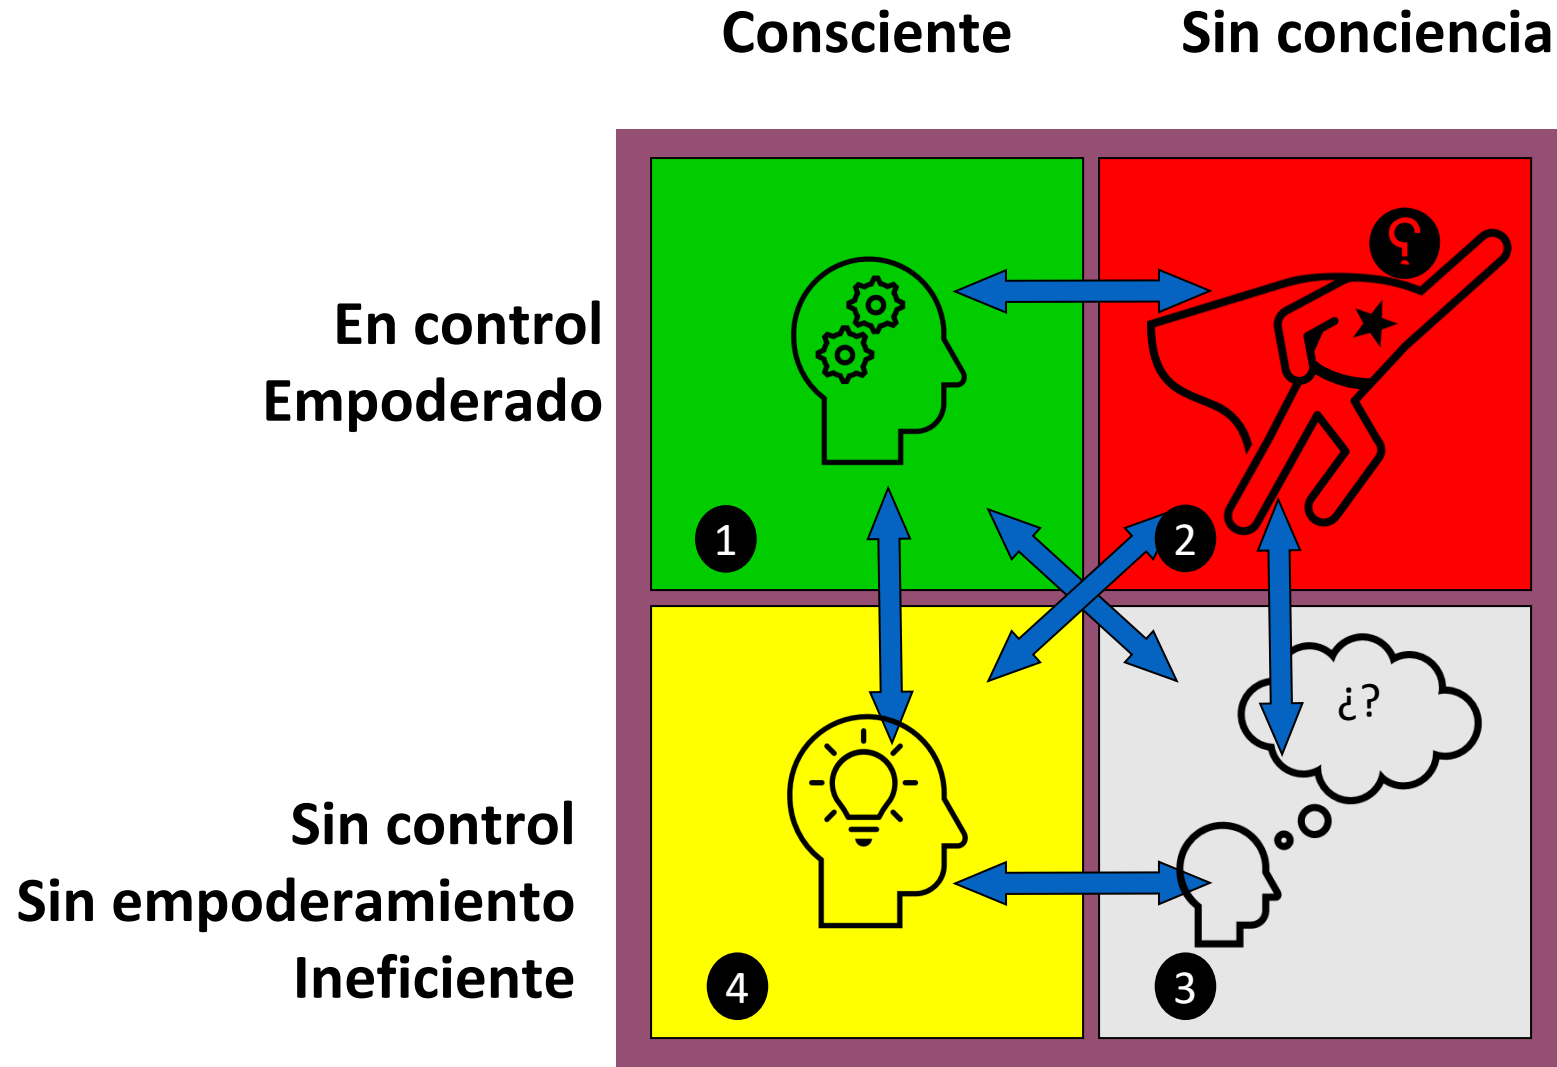 Consciente
Sin conciencia
En control
Empoderado
1
2
¿?
Sin control
Sin empoderamiento
Ineficiente
4
3